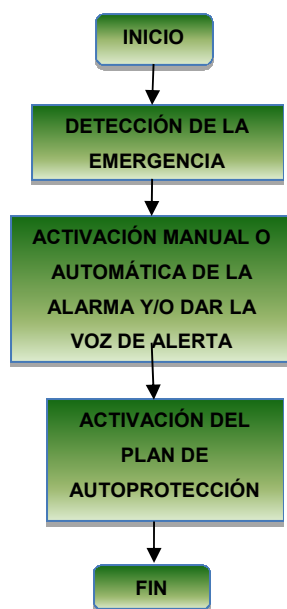 INICIO
DETECCIÓN DE LA
EMERGENCIA
ACTIVACIÓN MANUAL O
AUTOMÁTICA DE LA
ALARMA Y/O DAR LA
VOZ DE ALERTA
ACTIVACIÓN DEL
PLAN DE
AUTOPROTECCIÓN
FIN